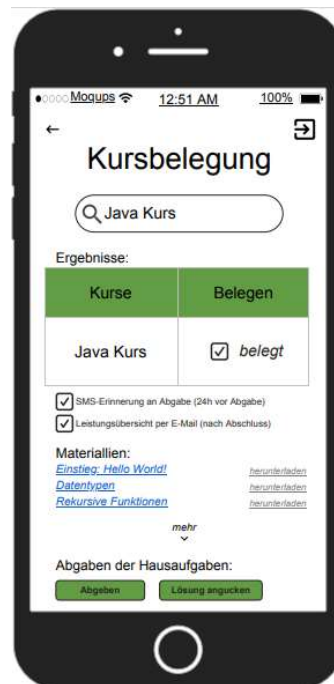 Moqups 12:51 AM 100%
Kursbelegung
Java Kurs
Ergebnisse:
Kurse Belegen
Java Kurs belegt
SMS-Erinnerung an Abgabe (24h vor Abgabe)
Leistungsübersicht per E-Mail (nach Abschluss)
Materiallien:
Einstieg: Hello World! herunterladen
Datentypen herunterladen
Rekursive Funktionen herunterladen
mehr
Abgaben der Hausaufgaben:
Abgeben Lösung angucken